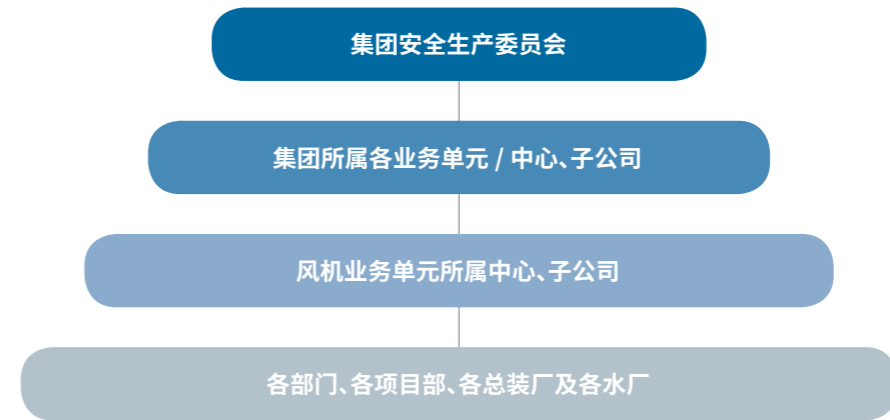 集团安全生产委员会
集团所属各业务单元 / 中心、子公司
风机业务单元所属中心、子公司
各部门、各项目部、各总装厂及各水厂